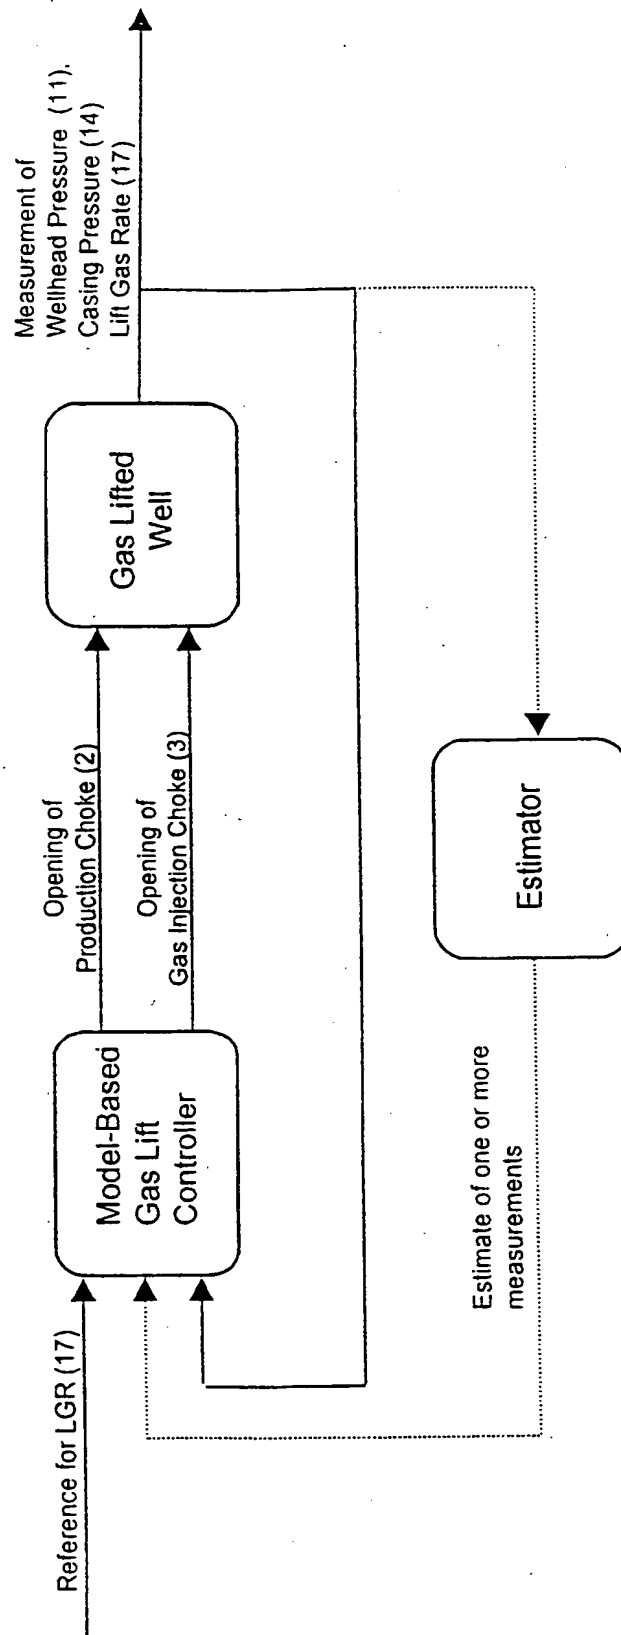 Reference for LGR (17)
Model-Based
Gas Lift
Controller
Opening of
Production Choke (2)
Opening of
Gas Injection Choke (3)
Gas Lifted
Well
Measurement of
Wellhead Pressure (11),
Casing Pressure (14)
Lift Gas Rate (17)
Estimate of one or more
measurements
Estimator